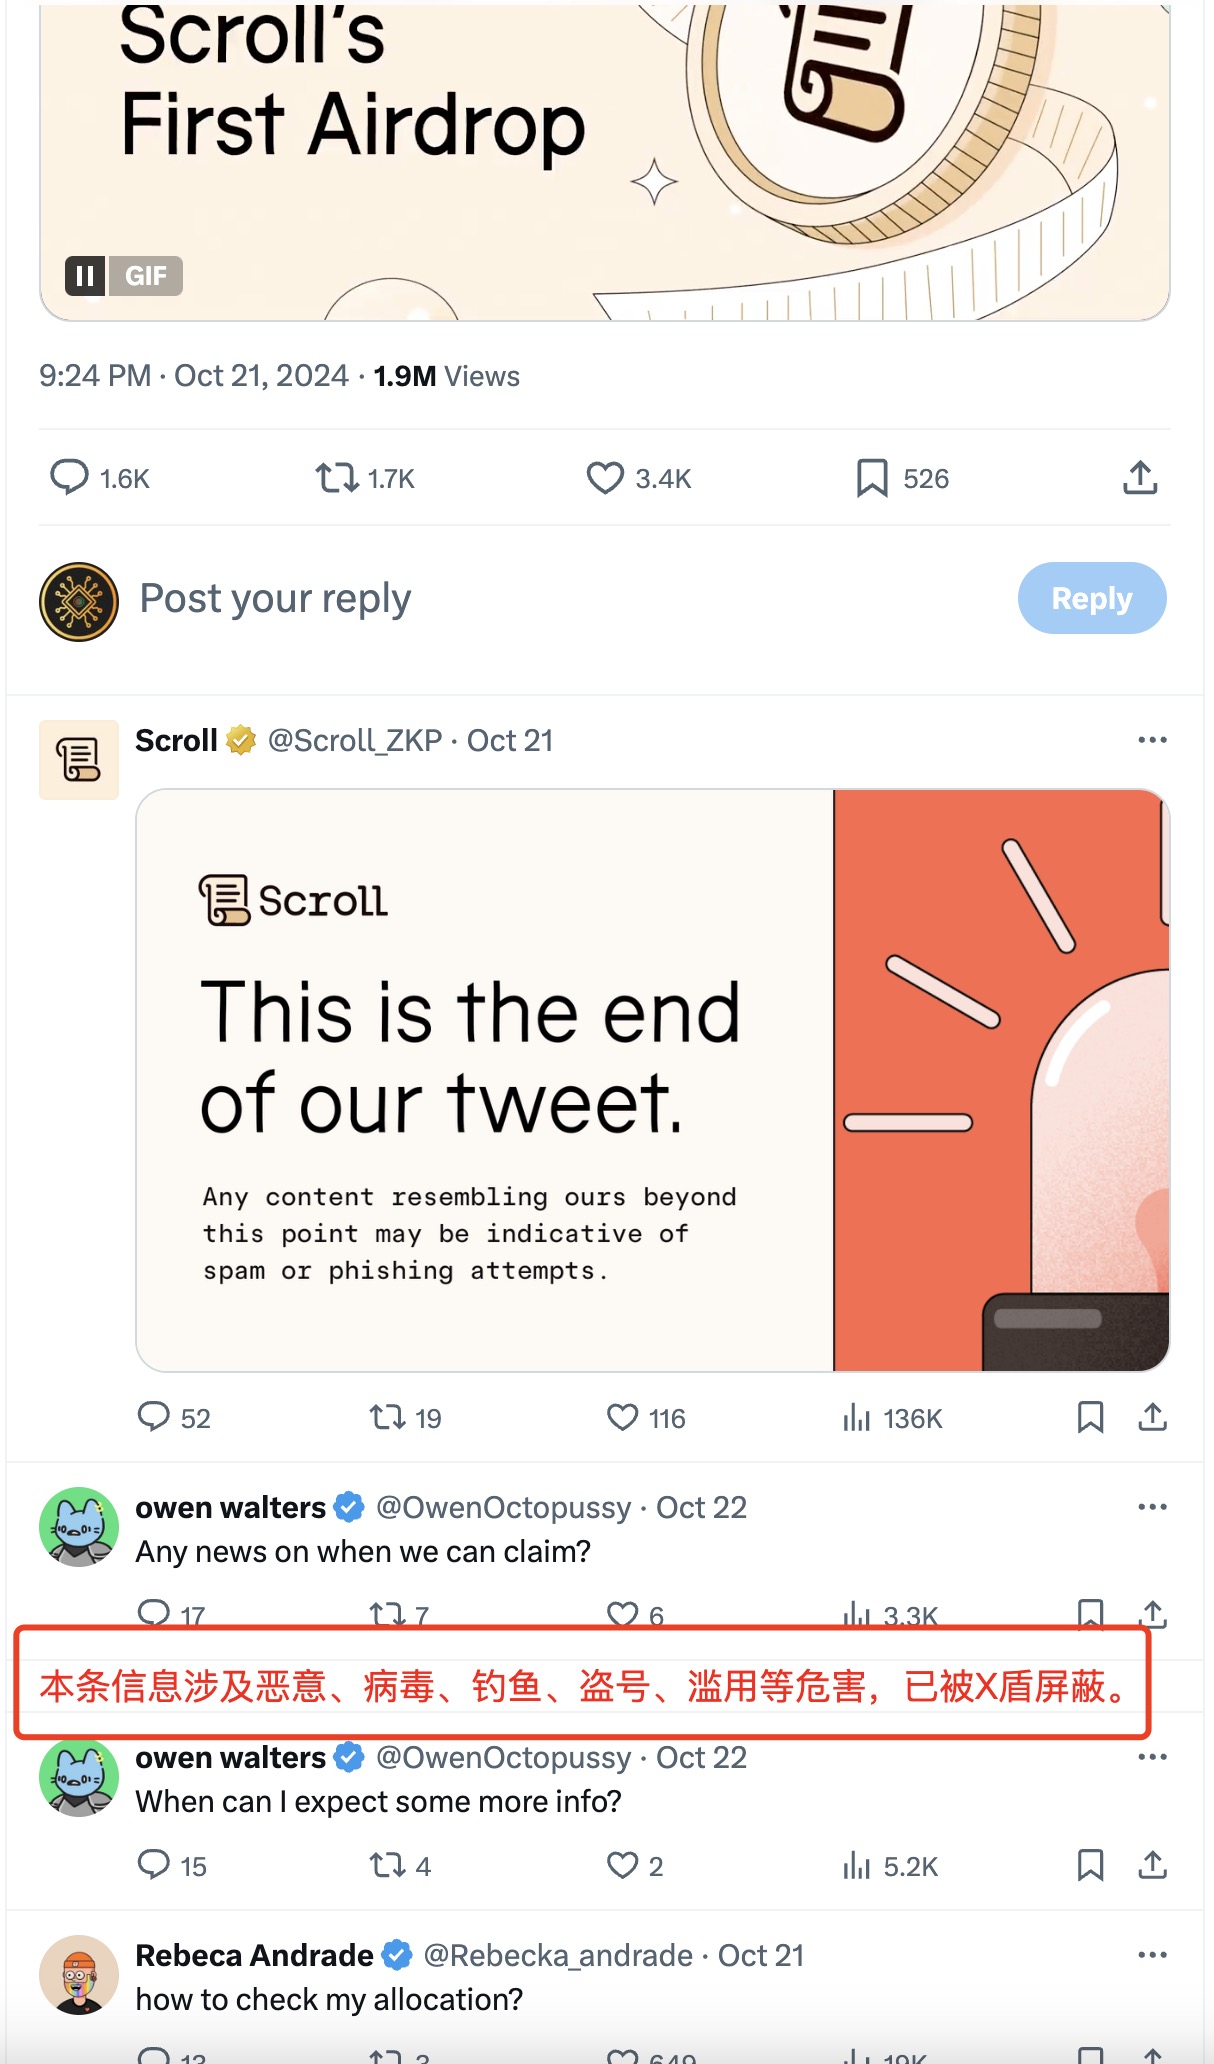 Scroll's
First Airdrop
GIF
9:24 PM · Oct 21, 2024 · 1.9M Views
1.6K 1.7K 3.4K 526
Post your reply
Reply
Scroll @Scroll_ZKP · Oct 21
Scroll
This is the end
of our tweet.
Any content resembling ours beyond
this point may be indicative of
spam or phishing attempts.
52 19 116 136K
owen walters @OwenOctopussy · Oct 22
Any news on when we can claim?
17 7 6 3.3K
本条信息涉及恶意、病毒、钓鱼、盗号、滥用等危害，已被X盾屏蔽。
owen walters @OwenOctopussy · Oct 22
When can I expect some more info?
15 4 2 5.2K
Rebeca Andrade @Rebecka_andrade · Oct 21
how to check my allocation?
649 19K